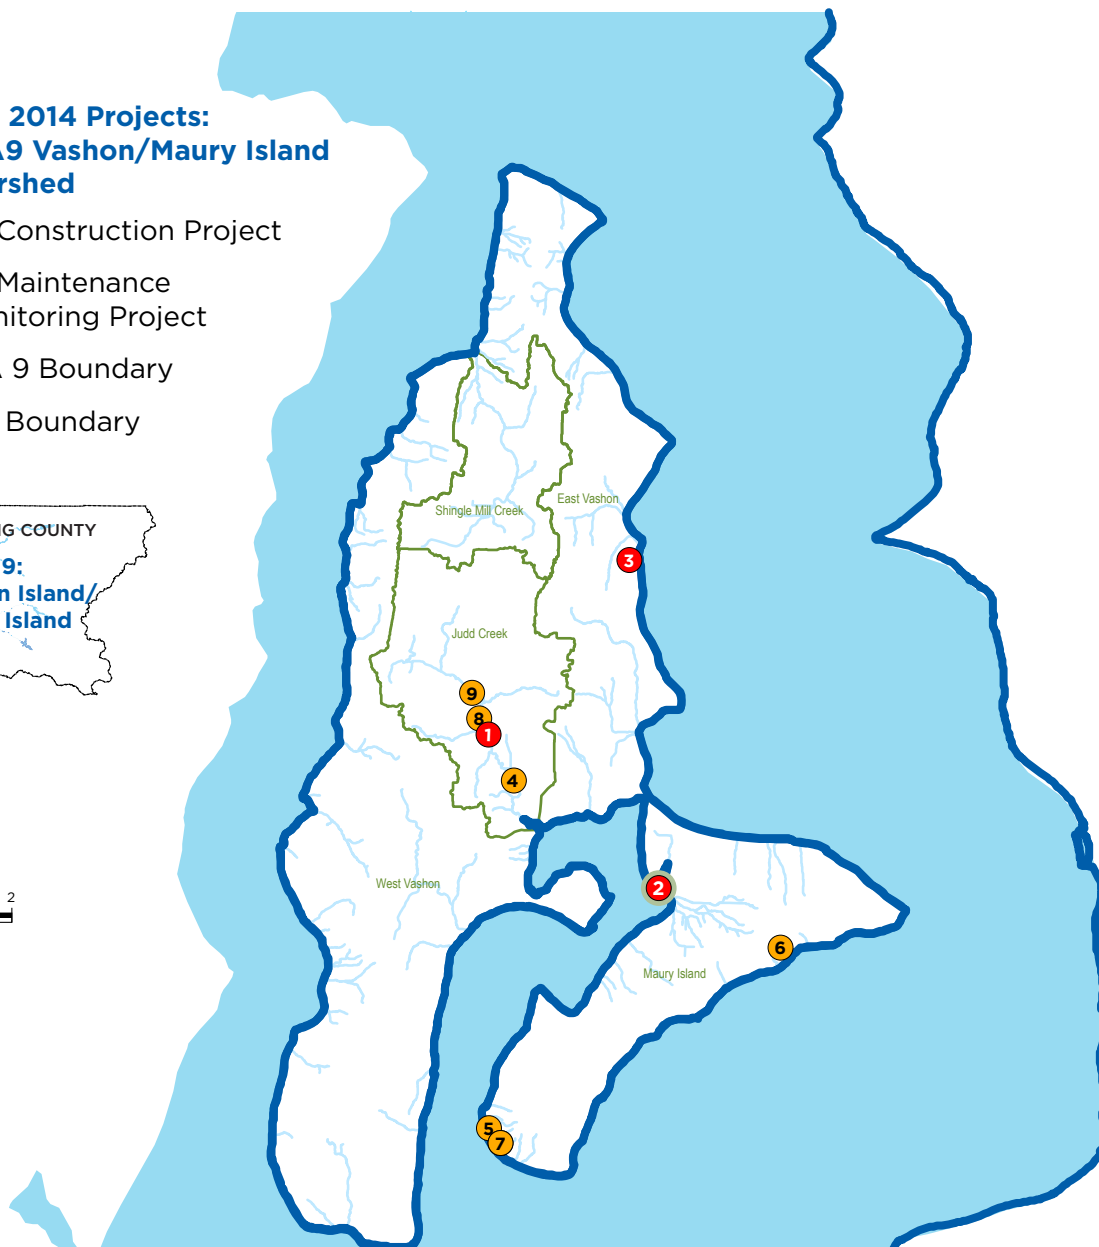 2014 Projects:
A9 Vashon/Maury Island
rshed
Construction Project
Maintenance
nitoring Project
A 9 Boundary
Boundary
NG COUNTY
9:
n Island/
Island
2
Shingle Mill Creek
East Vashon
3
Judd Creek
9
8
1
4
West Vashon
2
6
Maury Island
5
7